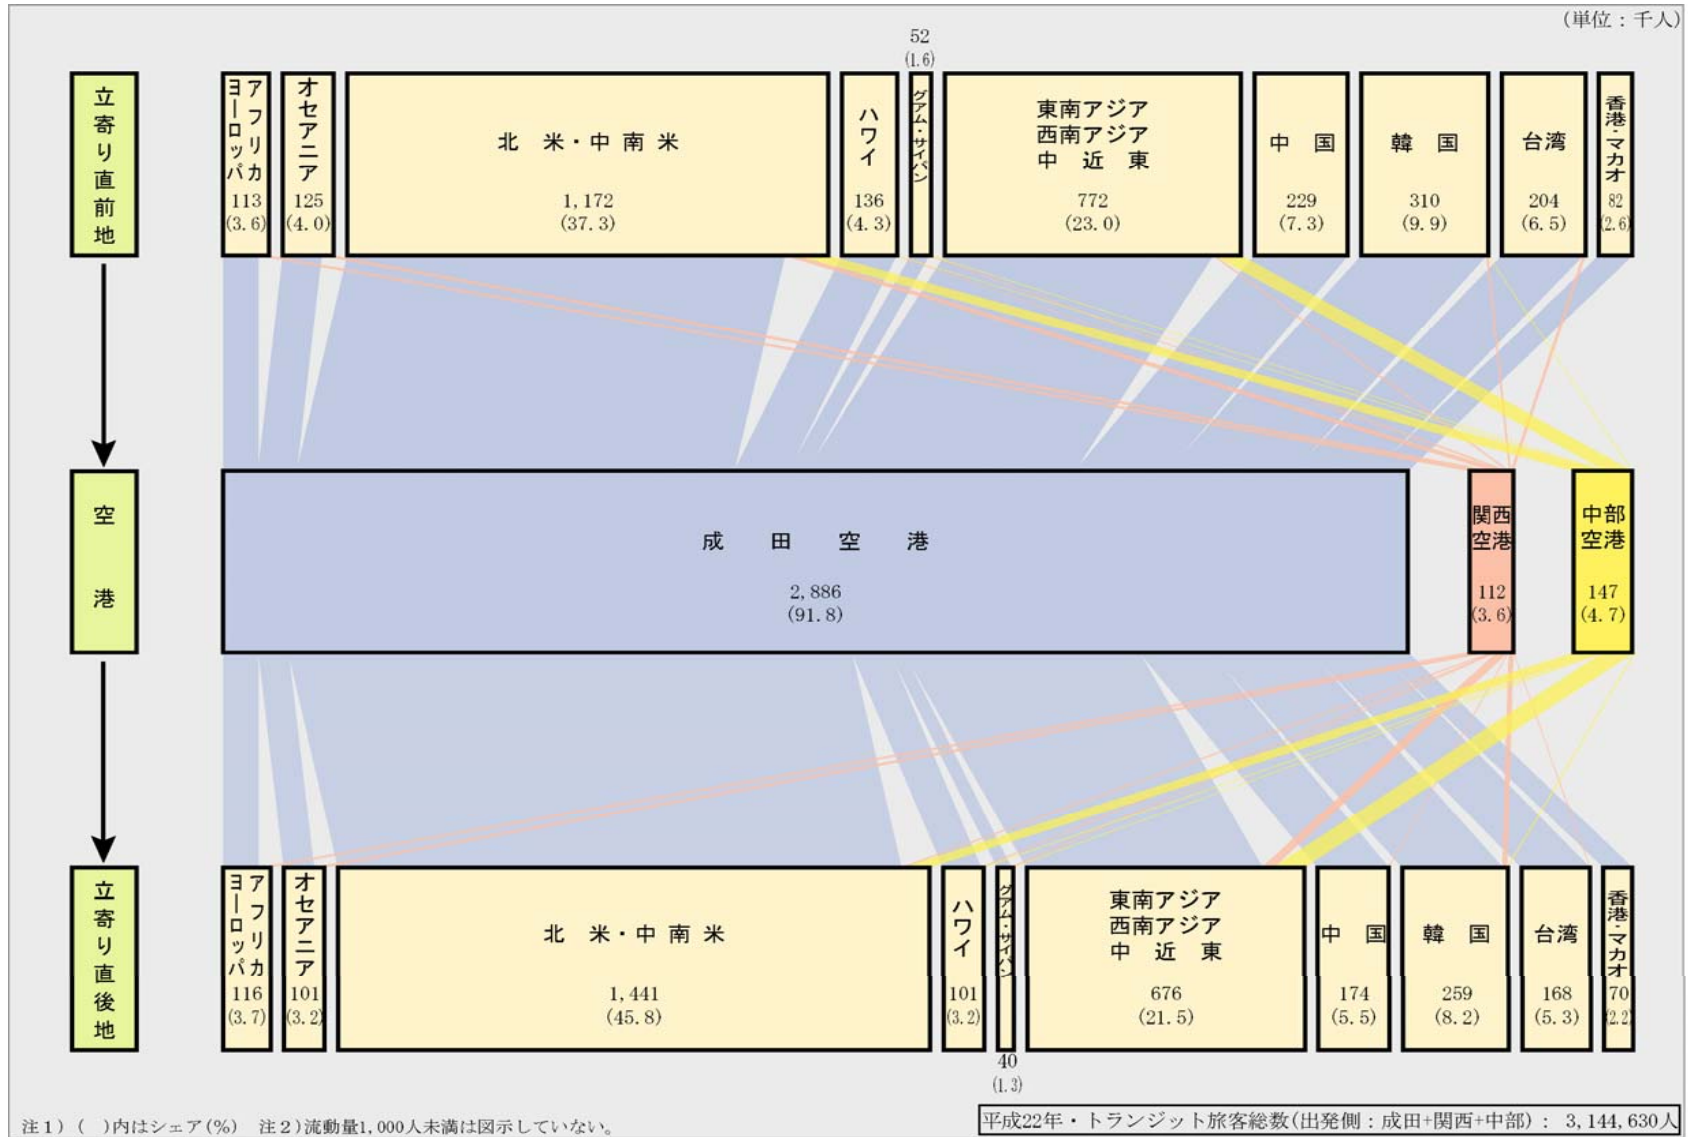 (単位：千人)
立寄り直前地
ヨーロッパ
アフリカ
113
(3.6)
オセアニア
125
(4.0)
北米・中南米
1,172
(37.3)
ハワイ
136
(4.3)
52
(1.6)
グアム・サイパン
東南アジア
西南アジア
中近東
772
(23.0)
中国
229
(7.3)
韓国
310
(9.9)
台湾
204
(6.5)
香港・マカオ
82
(2.6)
空港
成田空港
2,886
(91.8)
関西
空港
112
(3.6)
中部
空港
147
(4.7)
立寄り直後地
ヨーロッパ
アフリカ
116
(3.7)
オセアニア
101
(3.2)
北米・中南米
1,441
(45.8)
ハワイ
101
(3.2)
グアム・サイパン
40
(1.3)
東南アジア
西南アジア
中近東
676
(21.5)
中国
174
(5.5)
韓国
259
(8.2)
台湾
168
(5.3)
香港・マカオ
70
(2.2)
注1) (　)内はシェア(%)　注2)流動量1,000人未満は図示していない。
平成22年・トランジット旅客総数(出発側：成田+関西+中部)： 3,144,630人